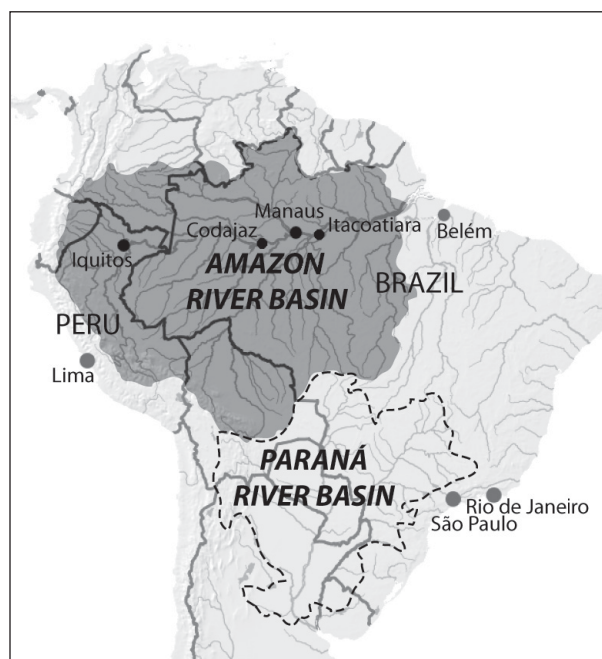 Manaus
Codajaz
Itacoatiara
Belém
Iquitos
AMAZON
RIVER BASIN
BRAZIL
PERU
Lima
PARANÁ
RIVER BASIN
Rio de Janeiro
São Paulo